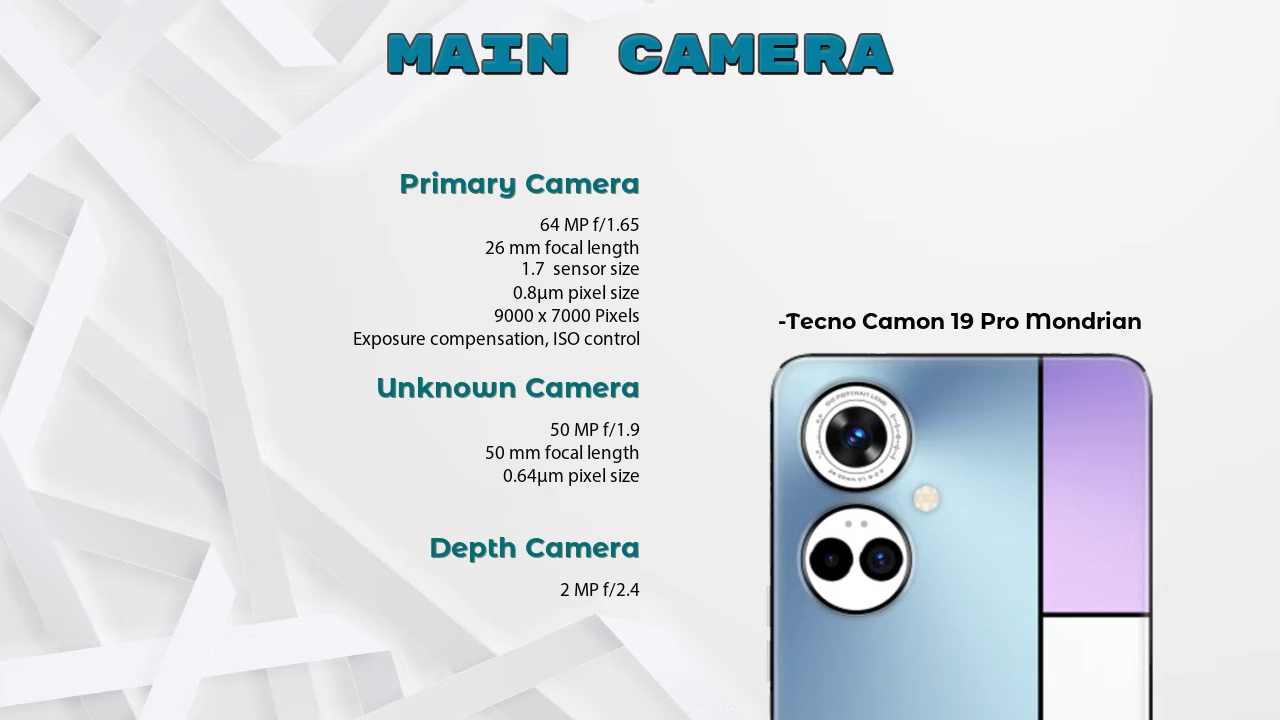 MAIN CAMERA
Primary Camera
64 MP f/1.65
26 mm focal length
1.7  sensor size
0.8µm pixel size
9000 x 7000 Pixels
Exposure compensation, ISO control
Unknown Camera
50 MP f/1.9
50 mm focal length
0.64µm pixel size
Depth Camera
2 MP f/2.4
-Tecno Camon 19 Pro Mondrian